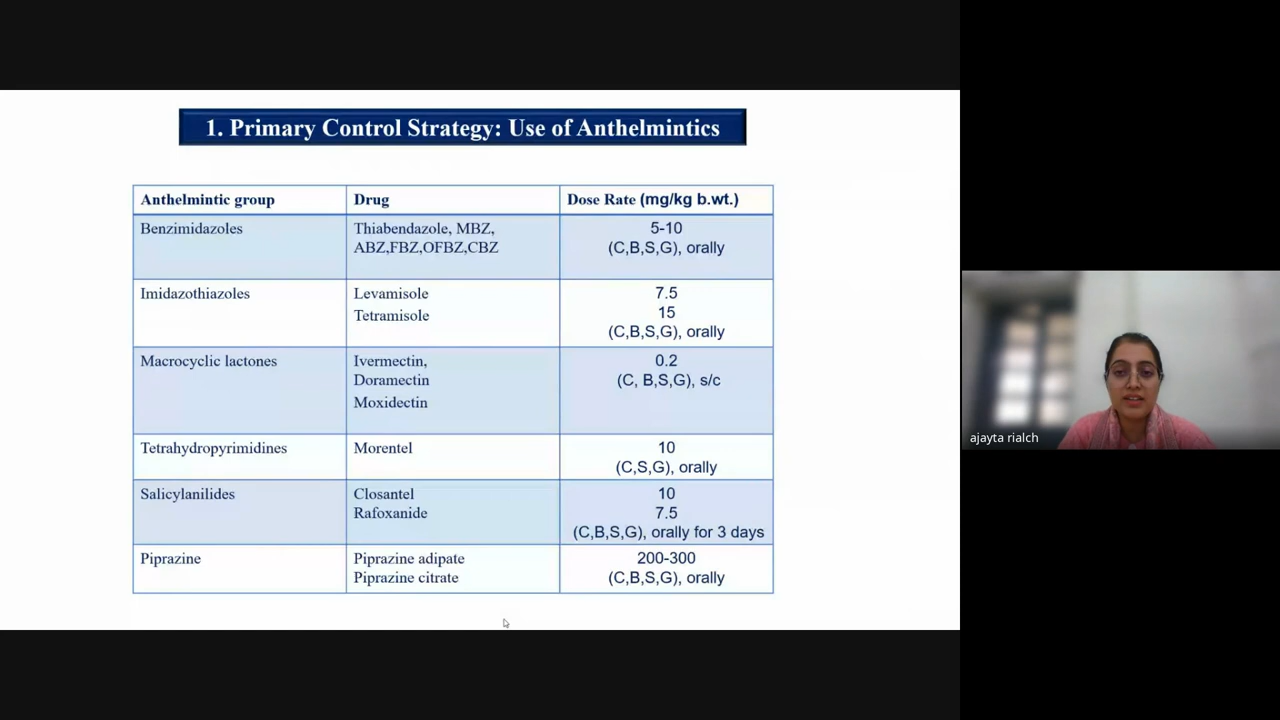 1. Primary Control Strategy: Use of Anthelmintics
Anthelmintic group
Drug
Dose Rate (mg/kg b.wt.)
Benzimidazoles
Thiabendazole, MBZ,
ABZ,FBZ,OFBZ,CBZ
5-10
(C,B,S,G), orally
Imidazothiazoles
Levamisole
Tetramisole
7.5
15
(C,B,S,G), orally
Macrocyclic lactones
Ivermectin,
Doramectin
Moxidectin
0.2
(C, B,S,G), s/c
Tetrahydropyrimidines
Morentel
10
(C,S,G), orally
Salicylanilides
Closantel
Rafoxanide
10
7.5
(C,B,S,G), orally for 3 days
Piprazine
Piprazine adipate
Piprazine citrate
200-300
(C,B,S,G), orally
ajayta rialch